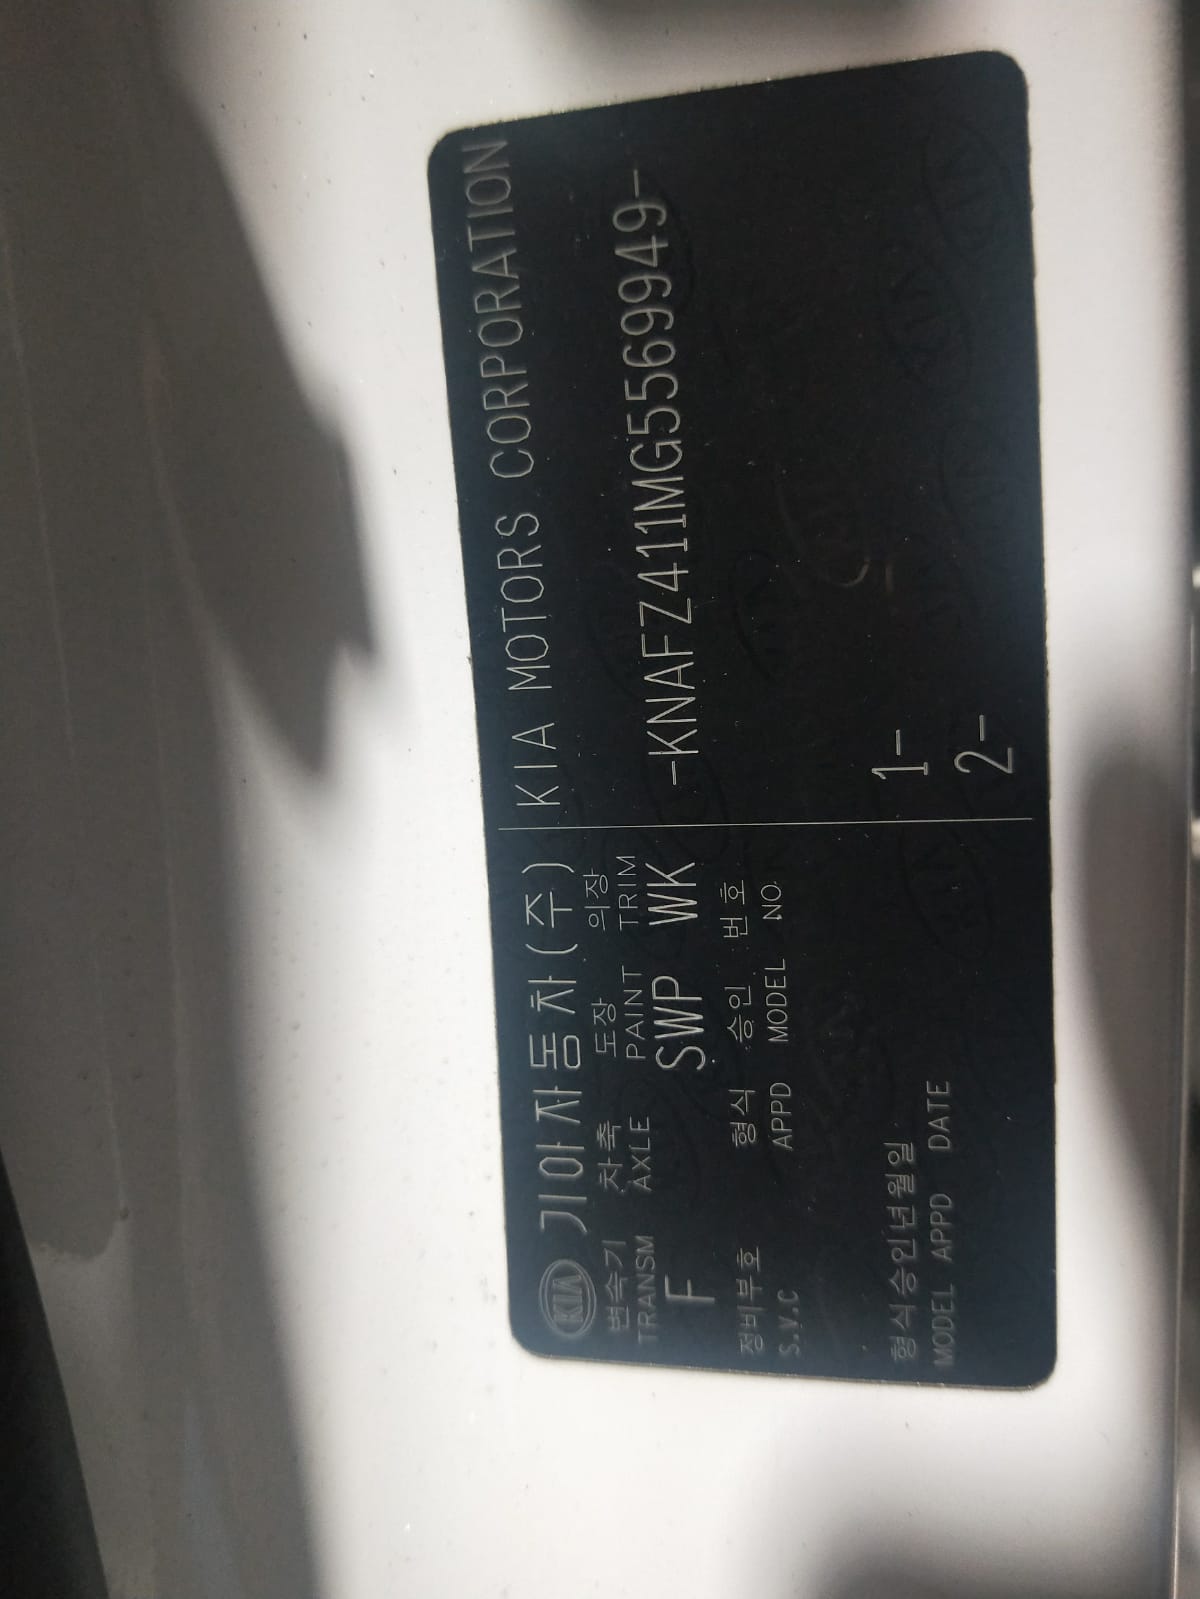 KIA 기아자동차(주) KIA MOTORS CORPORATION
변속기 차축 도장 의장
TRANSM AXLE PAINT TRIM
F SWP WK -KNAFZ411MG5569949-
정비부호 형식 승인 번호
S.V.C APPD MODEL NO.
1-
형식승인년월일
2-
MODEL APPD DATE